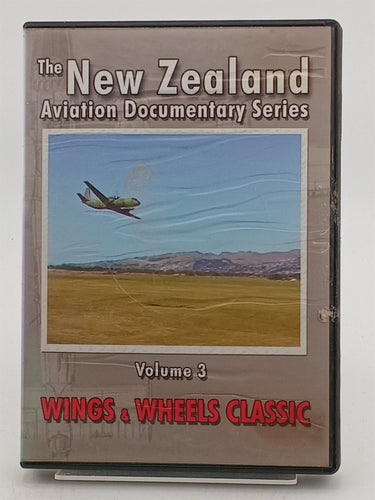 The New Zealand
Aviation Documentary Series
Volume 3
WINGS & WHEELS CLASSIC